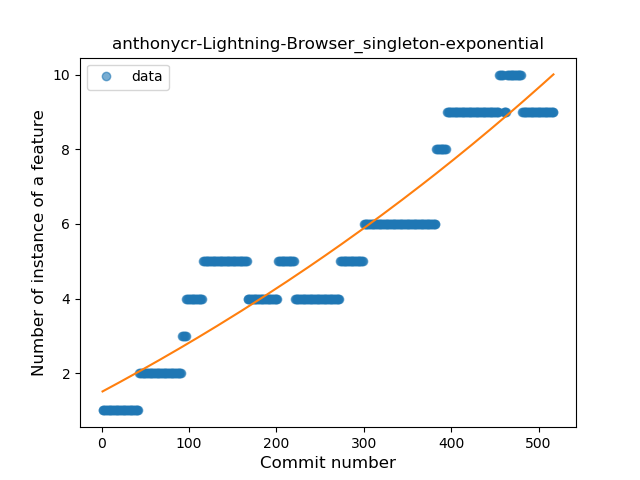 anthonycr-Lightning-Browser_singleton-exponential
data
Number of instance of a feature
10
8
6
4
2
0 100 200 300 400 500
Commit number